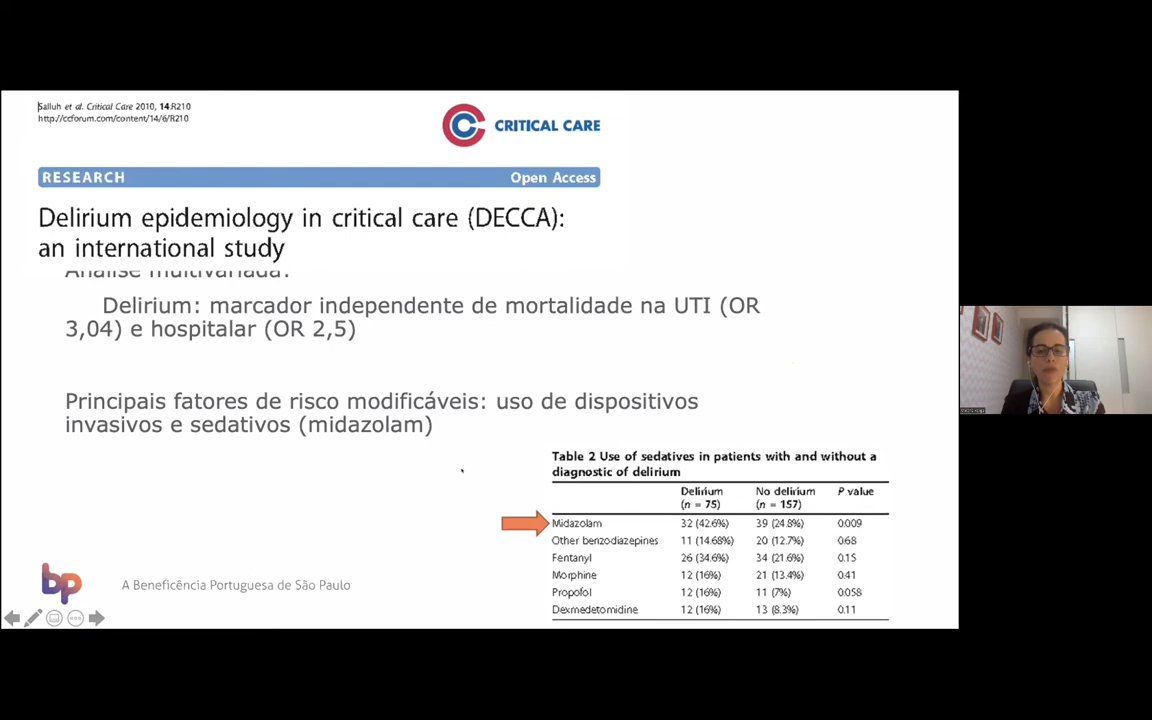 Salluh et al. Critical Care 2010, 14:R210
http://ccforum.com/content/14/6/R210
CRITICAL CARE
RESEARCH Open Access
Delirium epidemiology in critical care (DECCA):
an international study
Análise multivariada:
Delirium: marcador independente de mortalidade na UTI (OR
3,04) e hospitalar (OR 2,5)
Principais fatores de risco modificáveis: uso de dispositivos
invasivos e sedativos (midazolam)
Table 2 Use of sedatives in patients with and without a
diagnostic of delirium
Delirium No delirium P value
(n = 75) (n = 157)
Midazolam 32 (42.6%) 39 (24.8%) 0.009
Other benzodiazepines 11 (14.68%) 20 (12.7%) 0.68
Fentanyl 26 (34.6%) 34 (21.6%) 0.15
Morphine 12 (16%) 21 (13.4%) 0.41
Propofol 12 (16%) 11 (7%) 0.058
Dexmedetomidine 12 (16%) 13 (8.3%) 0.11
bp A Beneficência Portuguesa de São Paulo